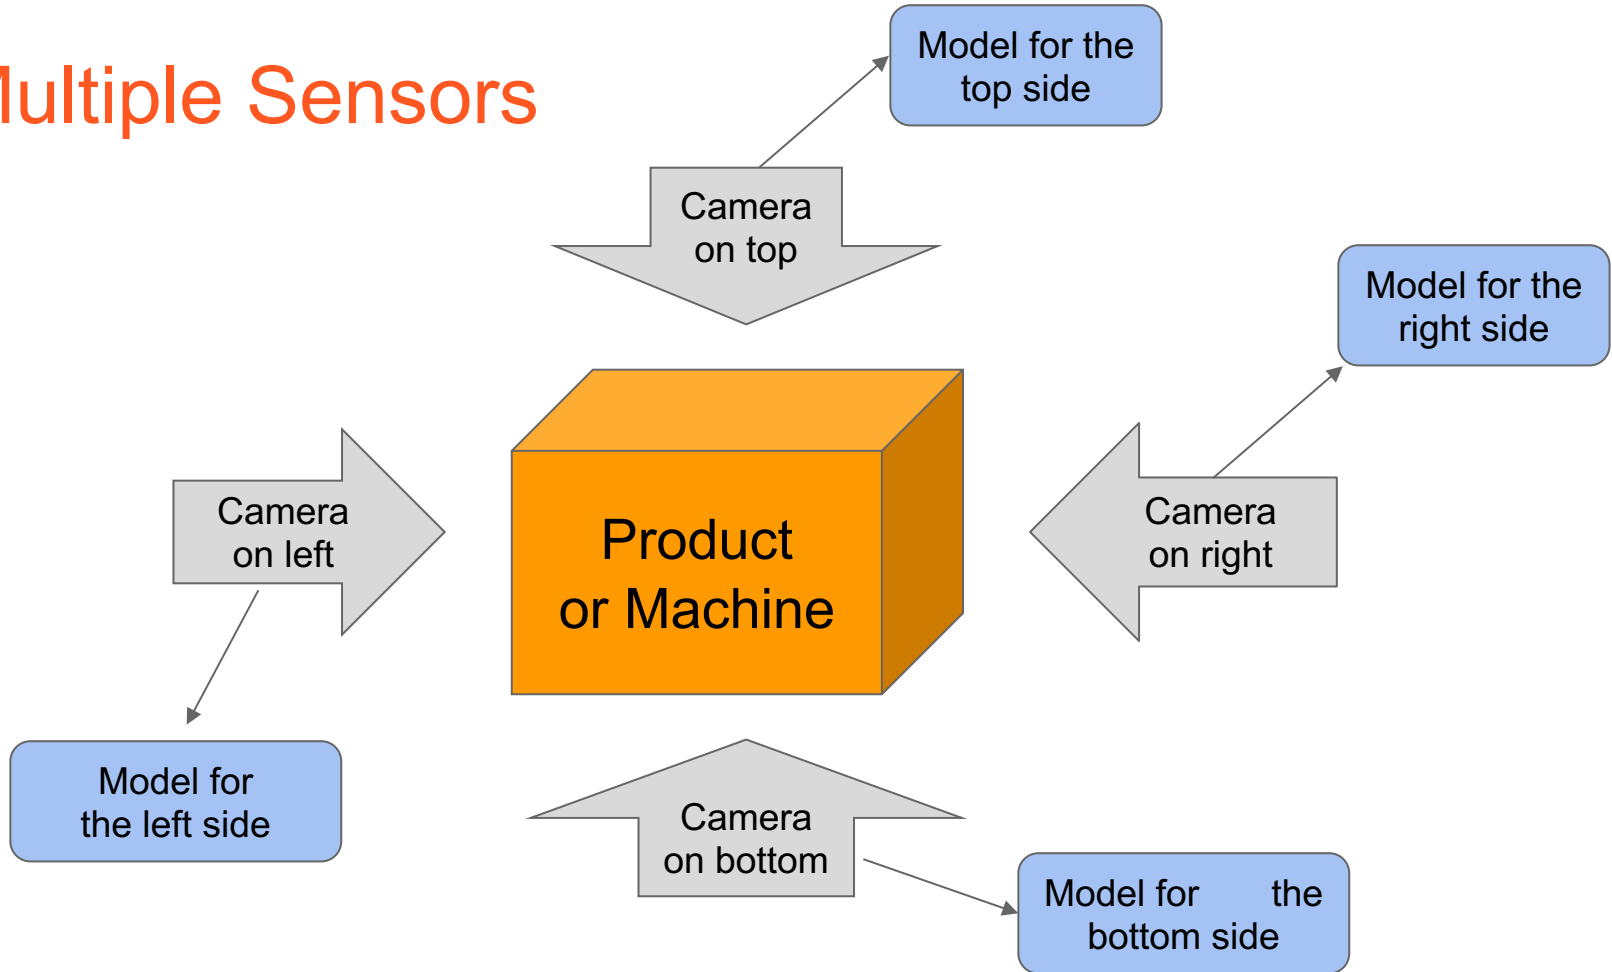 Multiple Sensors
Model for the
top side
Camera
on top
Model for the
right side
Camera
on left
Product
or Machine
Camera
on right
Model for
the left side
Camera
on bottom
Model for the
bottom side